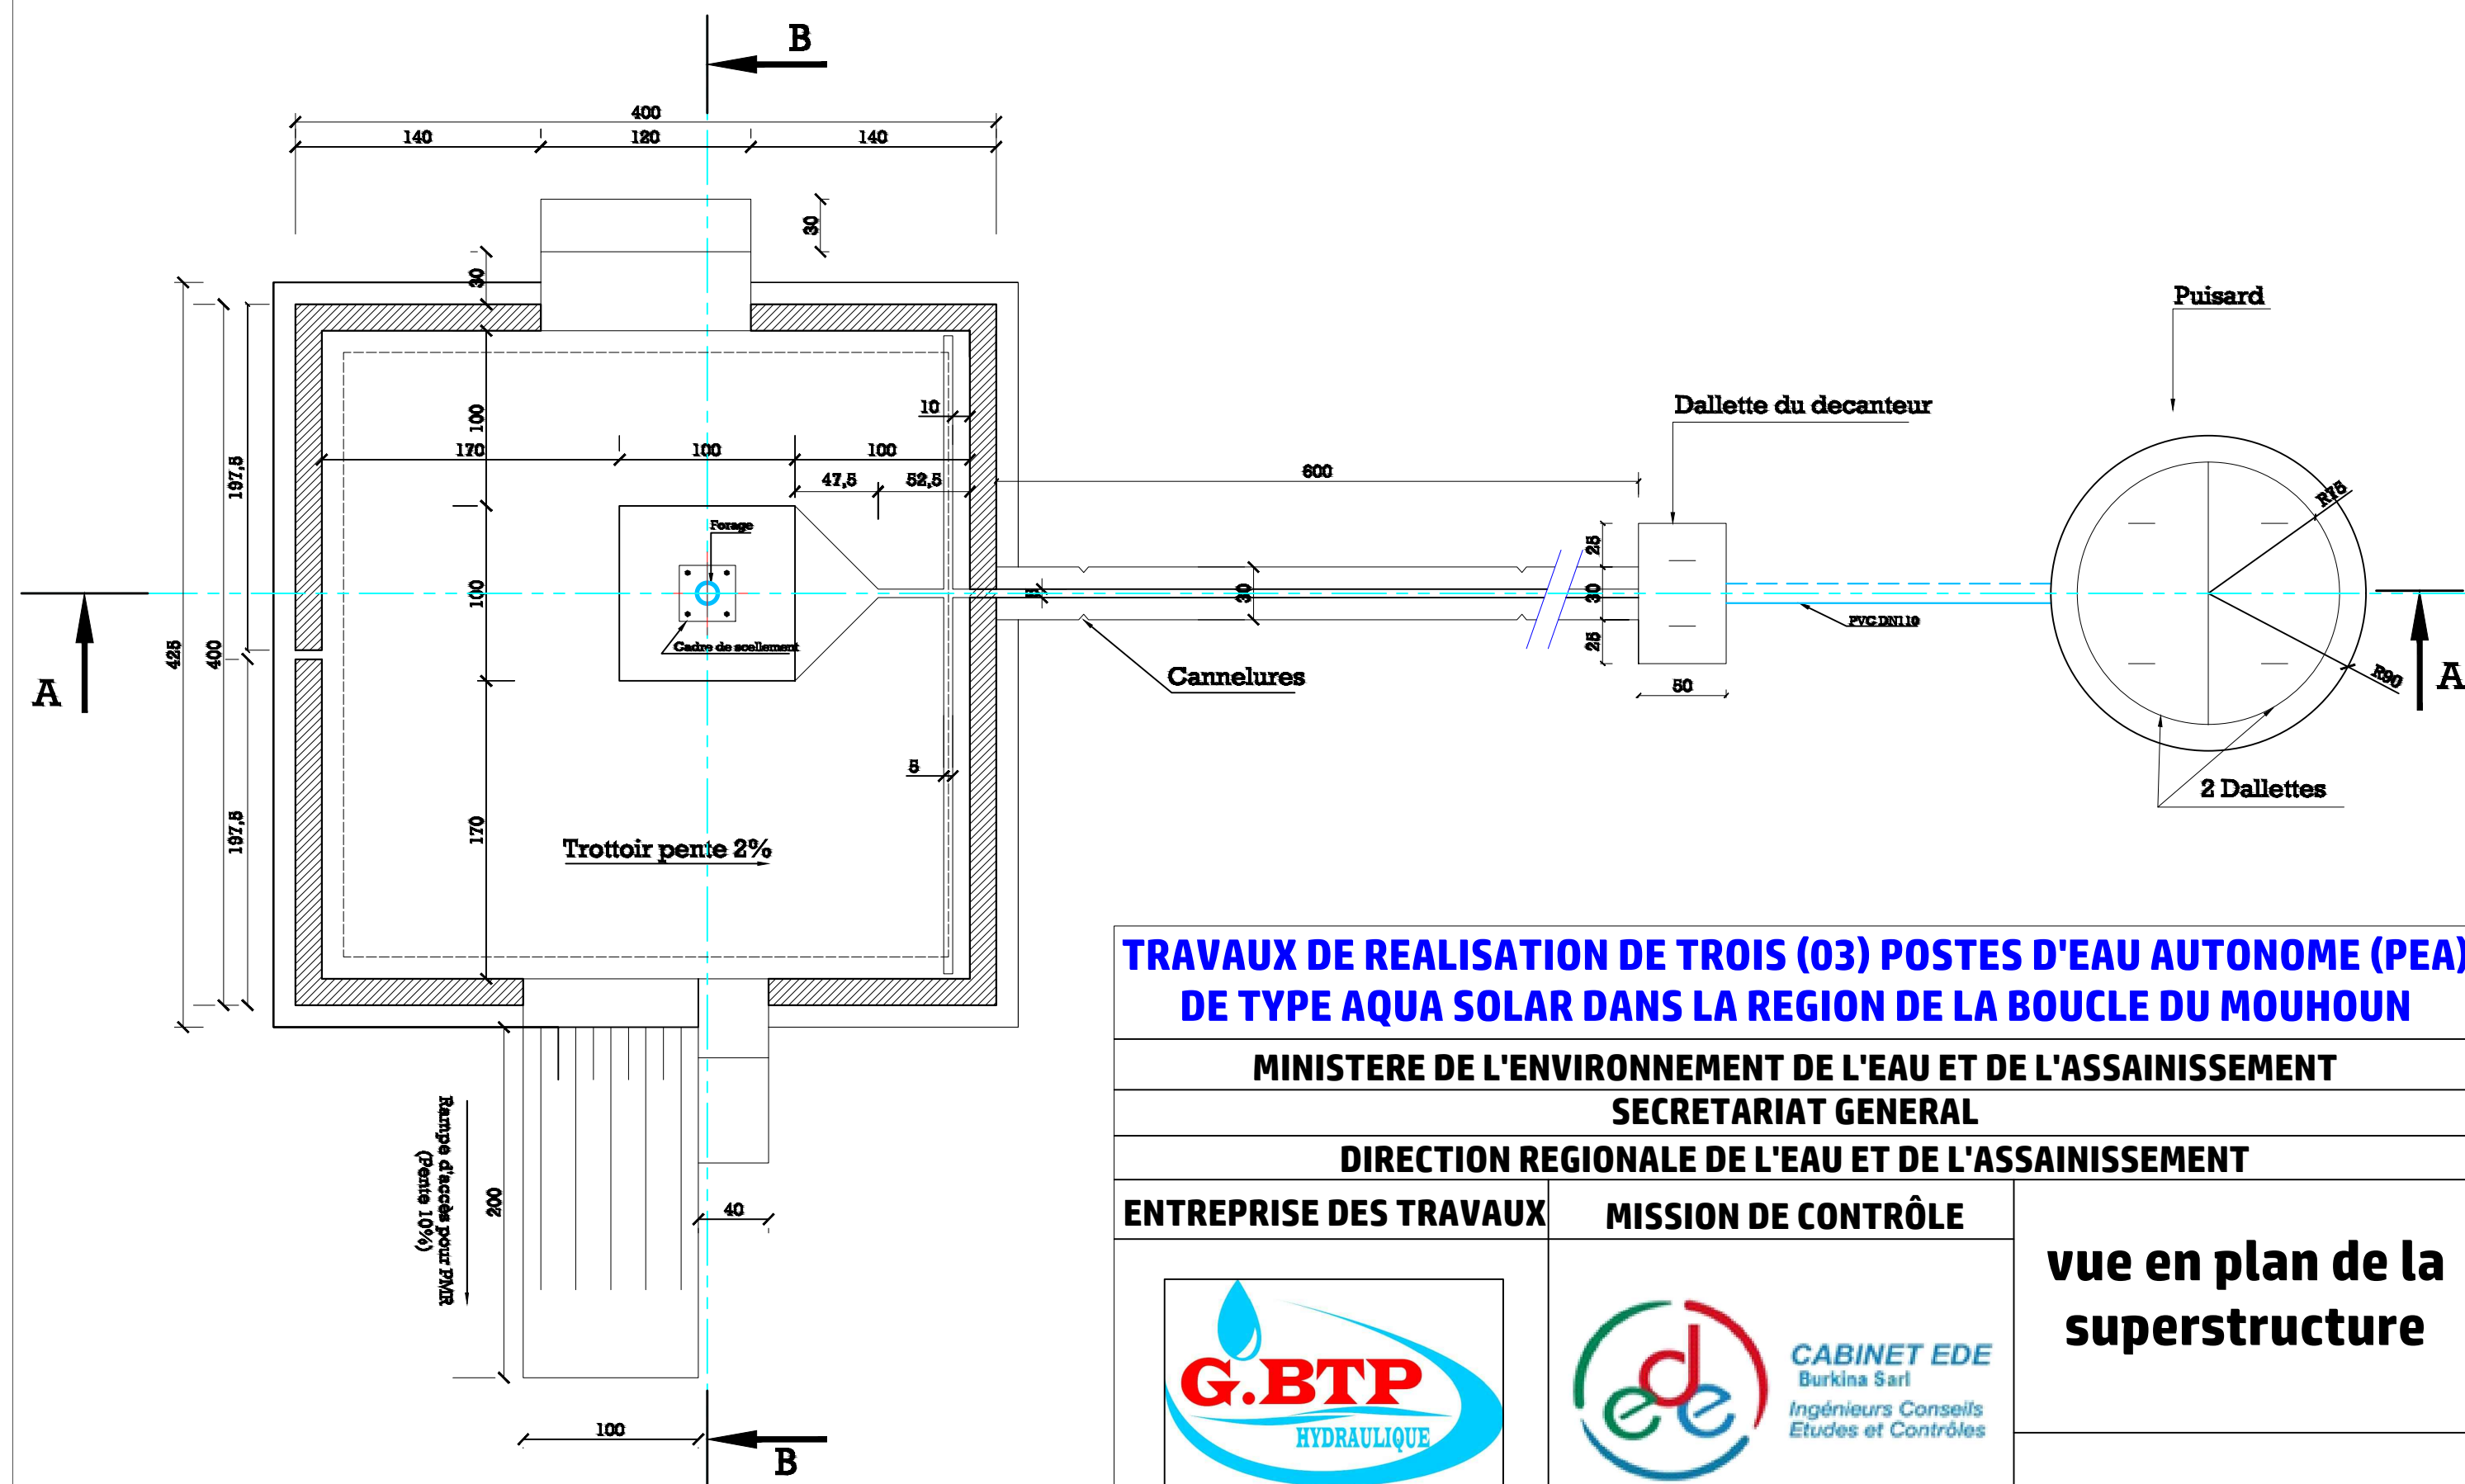 B
400
140
120
140
30
30
Puisard
10
100
Dallette du decanteur
170
100
100
197,5
600
47,5
52,5
R75
Forage
25
100
5
30
30
PVC DN110
Cadre de scellement
25
425
400
A
Cannelures
50
R90
A
5
2 Dallettes
197,5
170
Trottoir pente 2%
TRAVAUX DE REALISATION DE TROIS (03) POSTES D'EAU AUTONOME (PEA)
DE TYPE AQUA SOLAR DANS LA REGION DE LA BOUCLE DU MOUHOUN
MINISTERE DE L'ENVIRONNEMENT DE L'EAU ET DE L'ASSAINISSEMENT
SECRETARIAT GENERAL
DIRECTION REGIONALE DE L'EAU ET DE L'ASSAINISSEMENT
Rampe d'accès pour PMR
(Pente 10%)
200
40
ENTREPRISE DES TRAVAUX
MISSION DE CONTRÔLE
vue en plan de la
superstructure
G.BTP
HYDRAULIQUE
ede
CABINET EDE
Burkina Sarl
Ingénieurs Conseils
Etudes et Contrôles
100
B